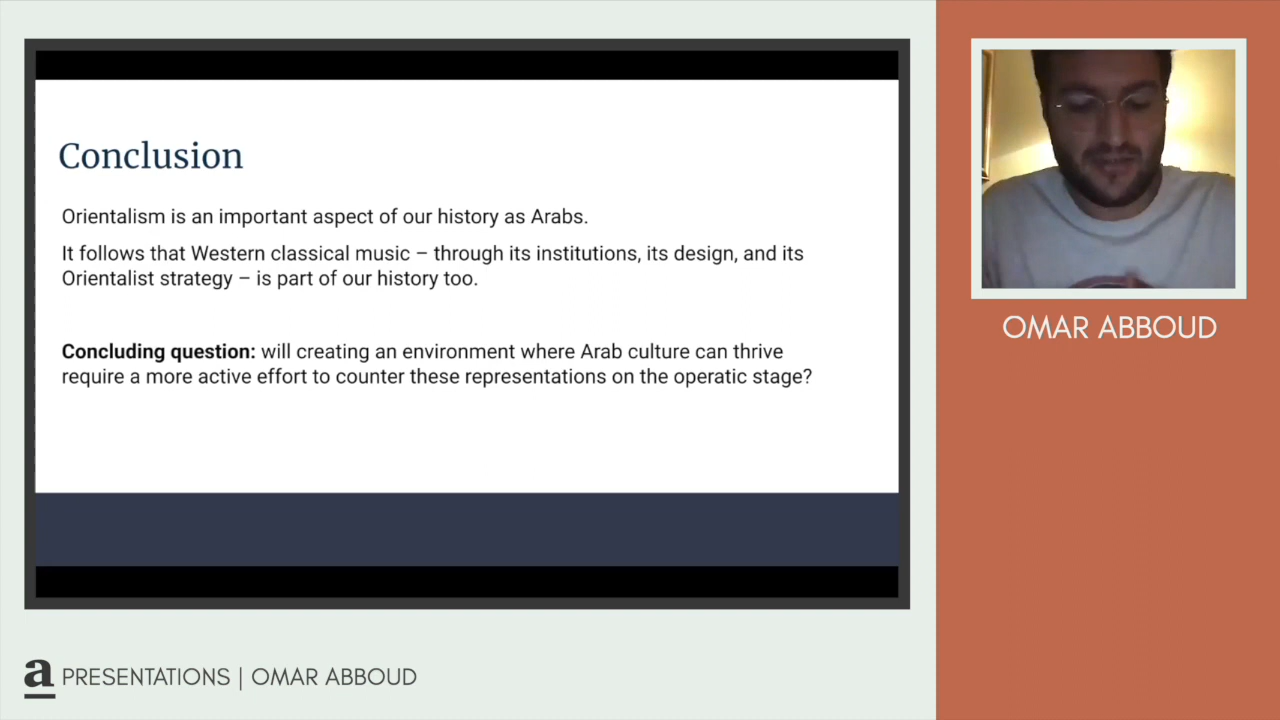 Conclusion
Orientalism is an important aspect of our history as Arabs.
It follows that Western classical music – through its institutions, its design, and its
Orientalist strategy – is part of our history too.
Concluding question: will creating an environment where Arab culture can thrive
require a more active effort to counter these representations on the operatic stage?
OMAR ABBOUD
a PRESENTATIONS | OMAR ABBOUD